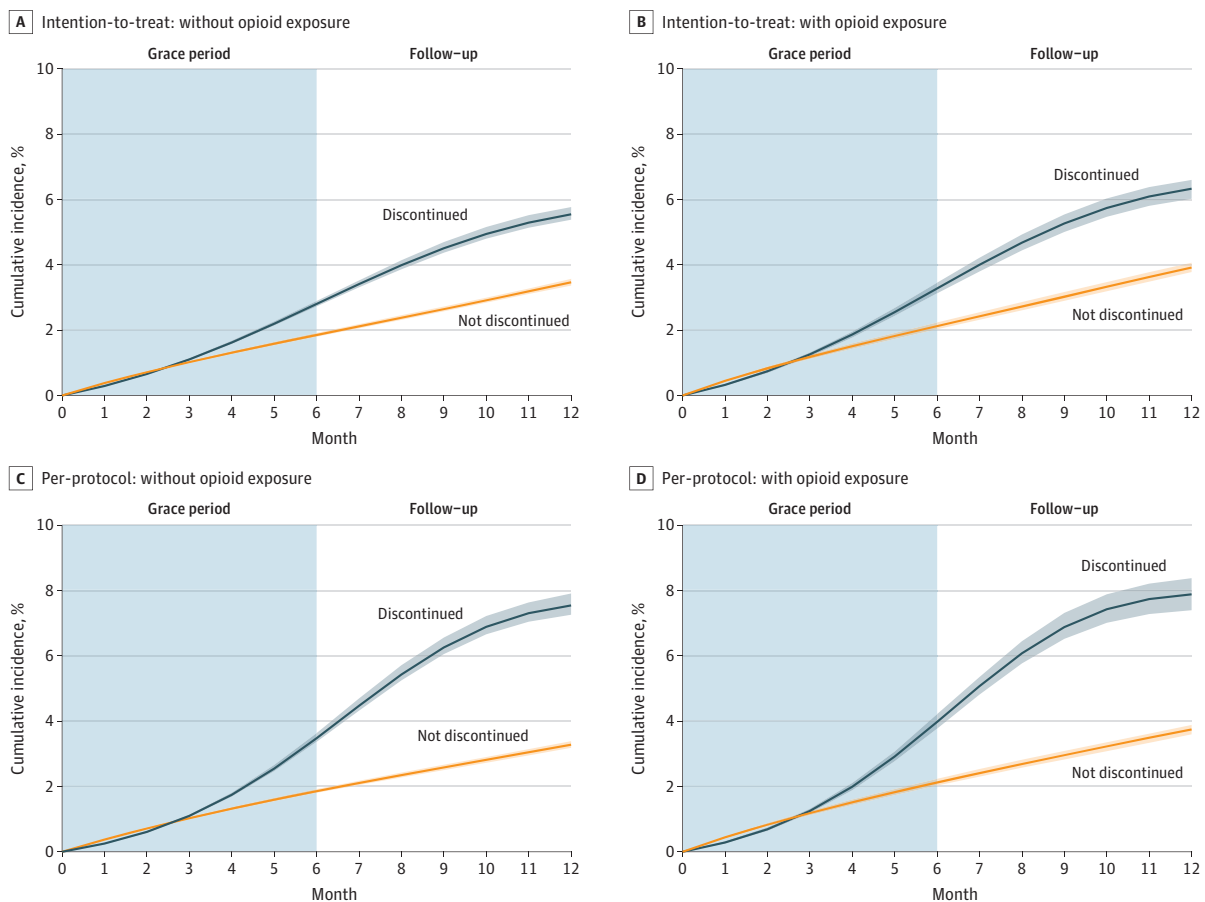 A Intention-to-treat: without opioid exposure
Grace period Follow-up
10
8
6
4
2
0
Cumulative incidence, %
Discontinued
Not discontinued
0 1 2 3 4 5 6 7 8 9 10 11 12
Month
B Intention-to-treat: with opioid exposure
Grace period Follow-up
10
8
6
4
2
0
Cumulative incidence, %
Discontinued
Not discontinued
0 1 2 3 4 5 6 7 8 9 10 11 12
Month
C Per-protocol: without opioid exposure
Grace period Follow-up
10
8
6
4
2
0
Cumulative incidence, %
Discontinued
Not discontinued
0 1 2 3 4 5 6 7 8 9 10 11 12
Month
D Per-protocol: with opioid exposure
Grace period Follow-up
10
8
6
4
2
0
Cumulative incidence, %
Discontinued
Not discontinued
0 1 2 3 4 5 6 7 8 9 10 11 12
Month